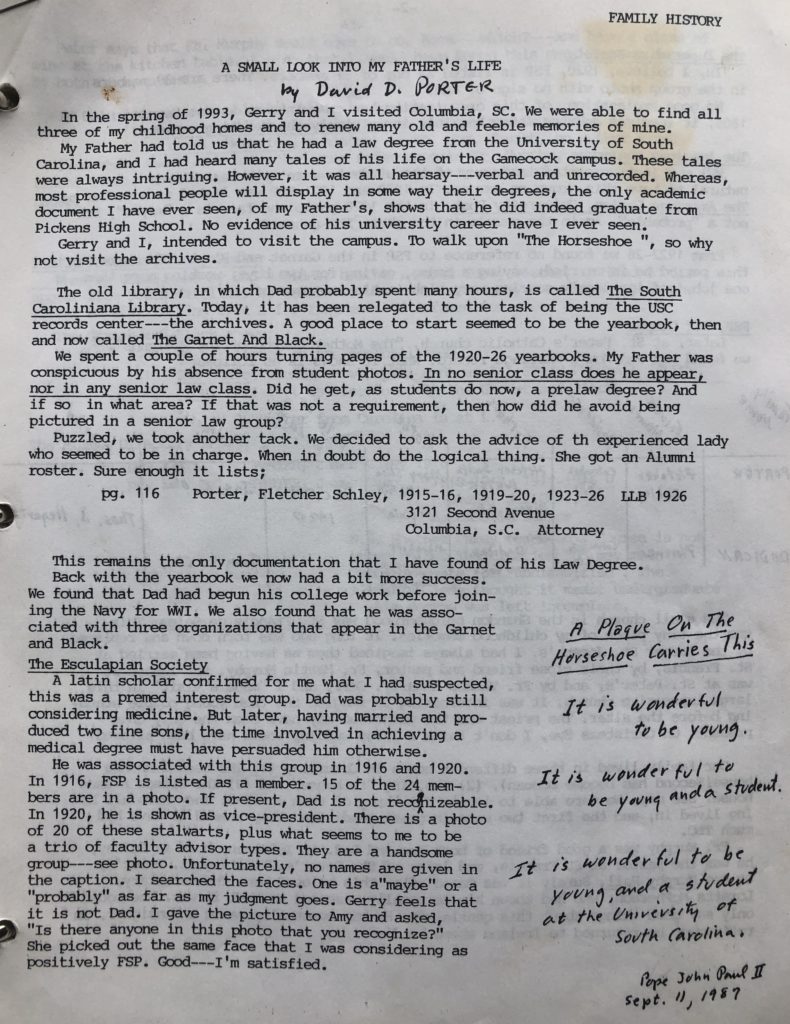 FAMILY HISTORY
A SMALL LOOK INTO MY FATHER'S LIFE
by David D. PORTER
In the spring of 1993, Gerry and I visited Columbia, SC. We were able to find all
three of my childhood homes and to renew many old and feeble memories of mine.
My Father had told us that he had a law degree from the University of South
Carolina, and I had heard many tales of his life on the Gamecock campus. These tales
were always intriguing. However, it was all hearsay---verbal and unrecorded. Whereas,
most professional people will display in some way their degrees, the only academic
document I have ever seen, of my Father's, shows that he did indeed graduate from
Pickens High School. No evidence of his university career have I ever seen.
Gerry and I, intended to visit the campus. To walk upon "The Horseshoe ", so why
not visit the archives.
The old library, in which Dad probably spent many hours, is called The South
Caroliniana Library. Today, it has been relegated to the task of being the USC
records center---the archives. A good place to start seemed to be the yearbook, then
and now called The Garnet And Black.
We spent a couple of hours turning pages of the 1920-26 yearbooks. My Father was
conspicuous by his absence from student photos. In no senior class does he appear,
nor in any senior law class. Did he get, as students do now, a prelaw degree? And
if so in what area? If that was not a requirement, then how did he avoid being
pictured in a senior law group?
Puzzled, we took another tack. We decided to ask the advice of th experienced lady
who seemed to be in charge. When in doubt do the logical thing. She got an Alumni
roster. Sure enough it lists;
pg. 116 Porter, Fletcher Schley, 1915-16, 1919-20, 1923-26 LLB 1926
3121 Second Avenue
Columbia, S.C. Attorney
This remains the only documentation that I have found of his Law Degree.
Back with the yearbook we now had a bit more success.
We found that Dad had begun his college work before join-
ing the Navy for WWI. We also found that he was asso-
ciated with three organizations that appear in the Garnet
and Black.
The Esculapian Society
A latin scholar confirmed for me what I had suspected,
this was a premed interest group. Dad was probably still
considering medicine. But later, having married and pro-
duced two fine sons, the time involved in achieving a
medical degree must have persuaded him otherwise.
He was associated with this group in 1916 and 1920.
In 1916, FSP is listed as a member. 15 of the 24 mem-
bers are in a photo. If present, Dad is not recognizeable.
In 1920, he is shown as vice-president. There is a photo
of 20 of these stalwarts, plus what seems to me to be
a trio of faculty advisor types. They are a handsome
group---see photo. Unfortunately, no names are given in
the caption. I searched the faces. One is a"maybe" or a
"probably" as far as my judgment goes. Gerry feels that
it is not Dad. I gave the picture to Amy and asked,
"Is there anyone in this photo that you recognize?"
She picked out the same face that I was considering as
positively FSP. Good---I'm satisfied.
A Plaque On The
Horseshoe Carries This
It is wonderful
to be young.
It is wonderful to
be young and a student.
It is wonderful to be
young, and a student
at the University of
South Carolina.
Pope John Paul II
Sept. 11, 1987